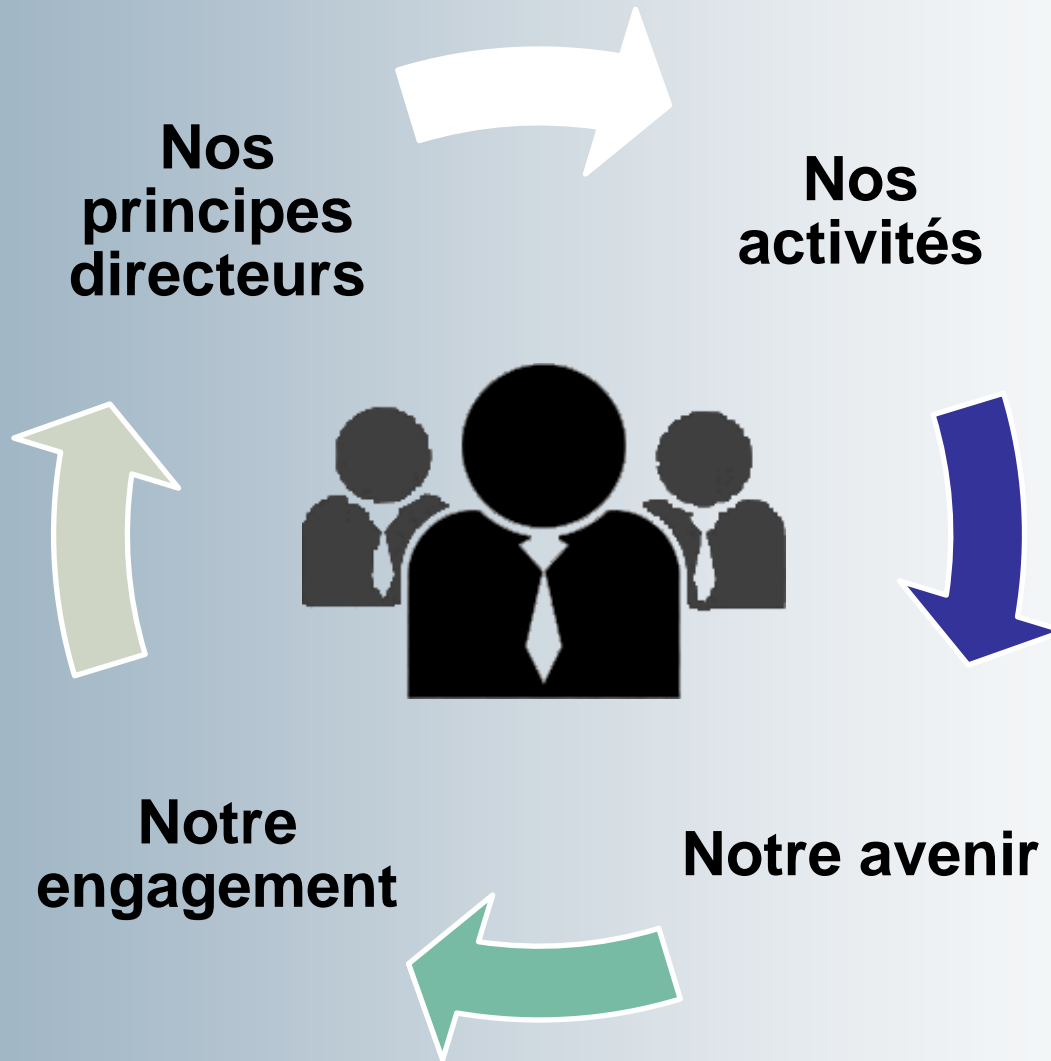 Nos
principes
directeurs
Nos
activités
Notre
engagement
Notre avenir